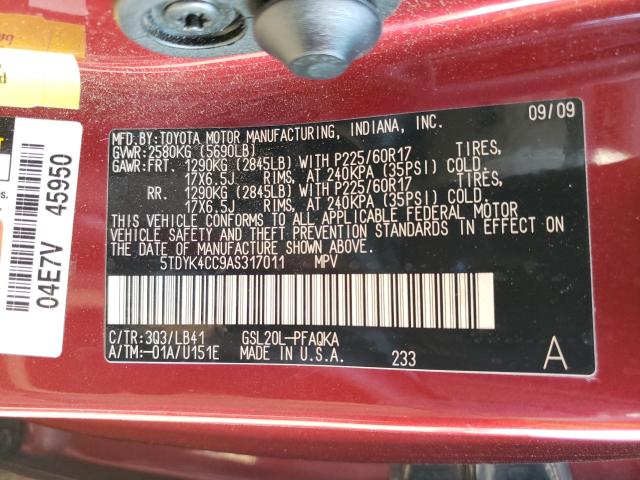 09/09
MFD.BY:TOYOTA MOTOR MANUFACTURING, INDIANA, INC.
GVWR:2580KG (5690LB)
GAWR:FRT. 1290KG (2845LB) WITH P225/60R17 TIRES,
17X6.5J RIMS, AT 240KPA (35PSI) COLD.
RR. 1290KG (2845LB) WITH P225/60R17 TIRES,
17X6.5J RIMS, AT 240KPA (35PSI) COLD.
THIS VEHICLE CONFORMS TO ALL APPLICABLE FEDERAL MOTOR
VEHICLE SAFETY AND THEFT PREVENTION STANDARDS IN EFFECT ON
THE DATE OF MANUFACTURE SHOWN ABOVE.
5TDYK4CC9AS317011 MPV
C/TR:3Q3/LB41 GSL20L-PFAQKA
A/TM:-01A/U151E MADE IN U.S.A. 233 A
04E7V 45950